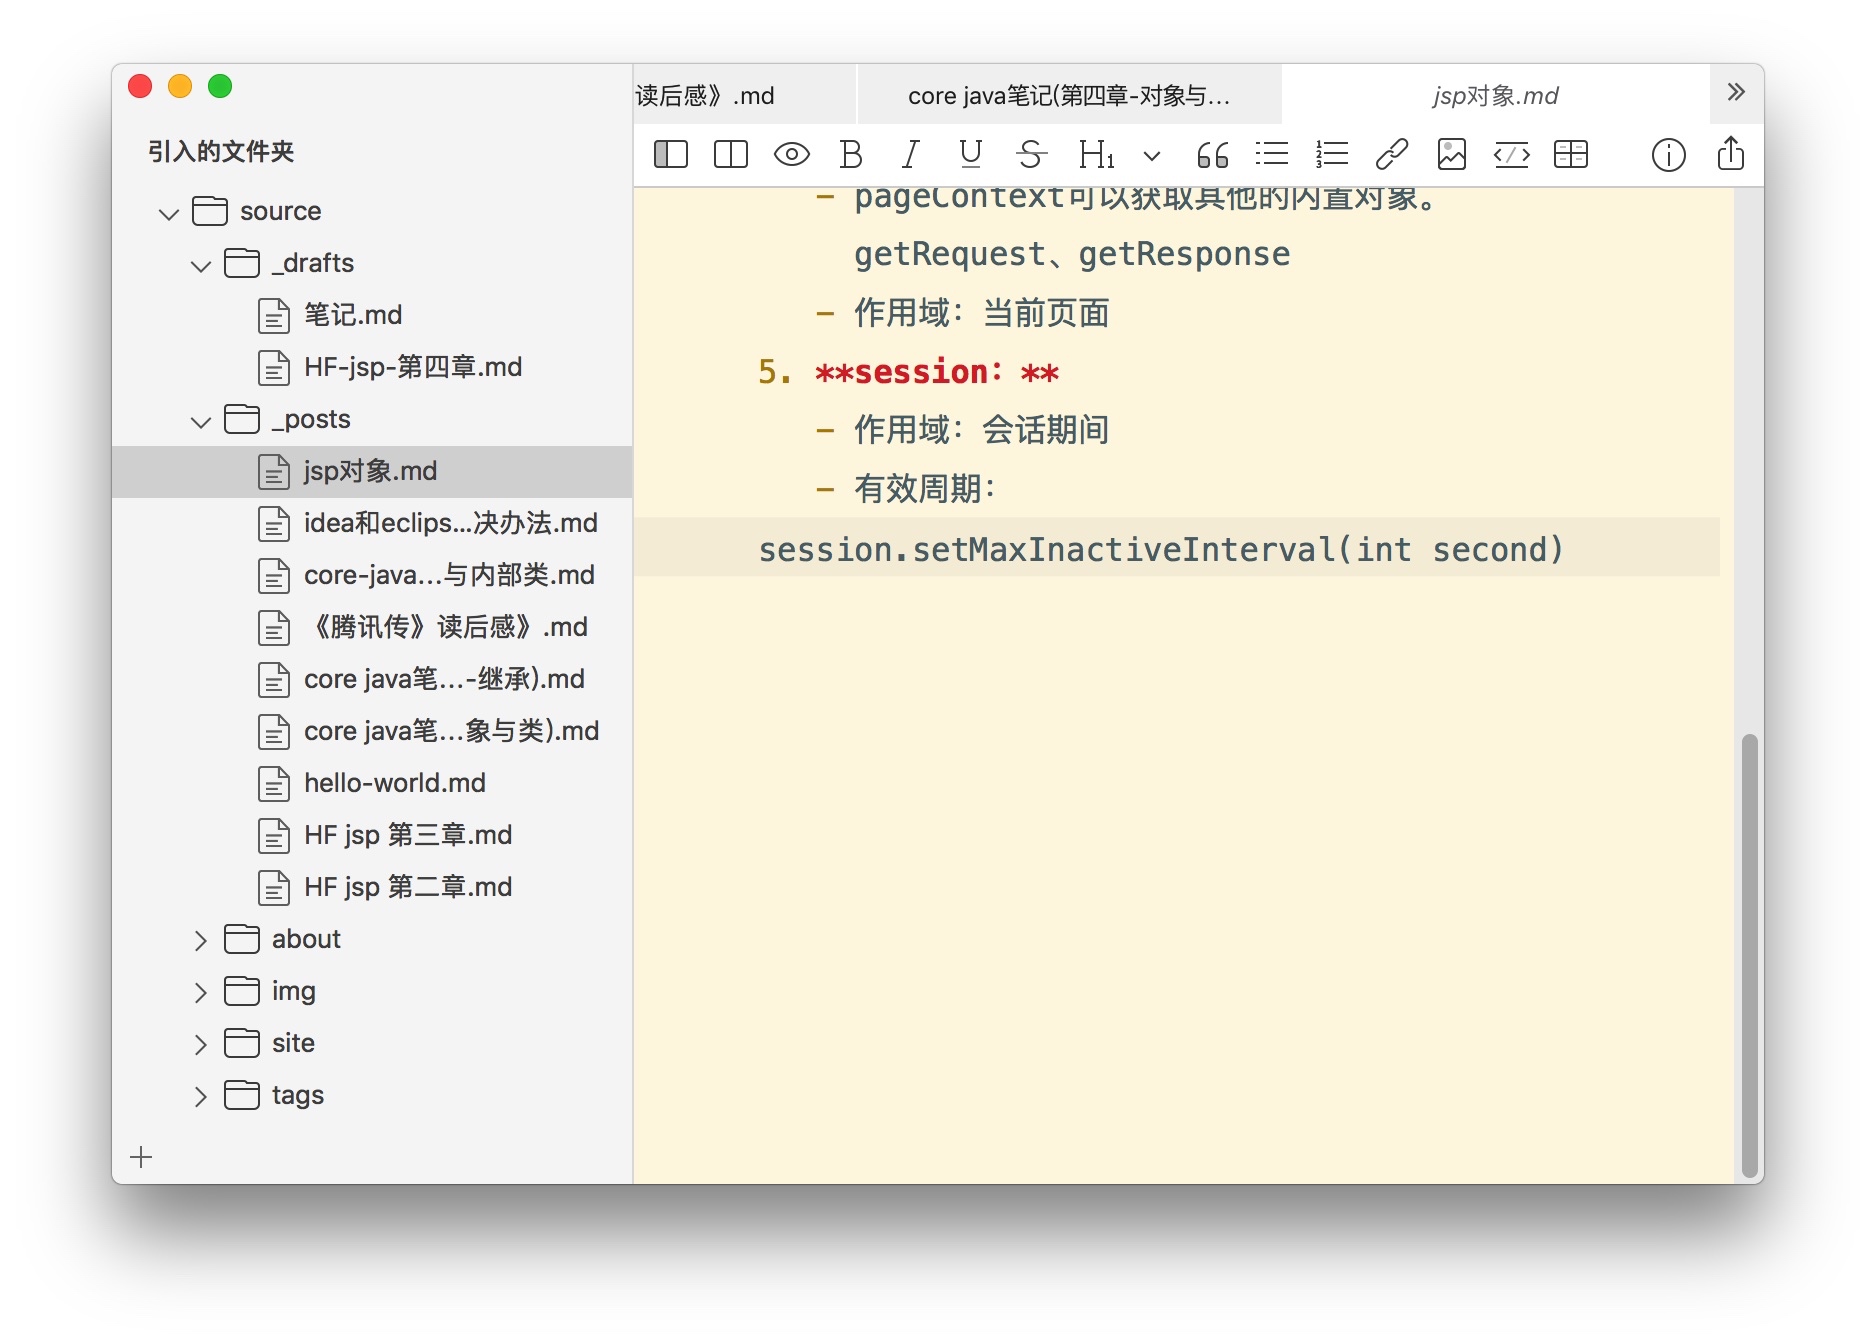 引入的文件夹
source
_drafts
笔记.md
HF-jsp-第四章.md
_posts
jsp对象.md
idea和eclips...决办法.md
core-java...与内部类.md
《腾讯传》读后感》.md
core java笔...-继承).md
core java笔...象与类).md
hello-world.md
HF jsp 第三章.md
HF jsp 第二章.md
about
img
site
tags
读后感》.md
core java笔记(第四章-对象与...
jsp对象.md
B I U S H1
- pageContext可以获取其他的内置对象。
getRequest、getResponse
- 作用域：当前页面
5. **session：**
- 作用域：会话期间
- 有效周期：
session.setMaxInactiveInterval(int second)